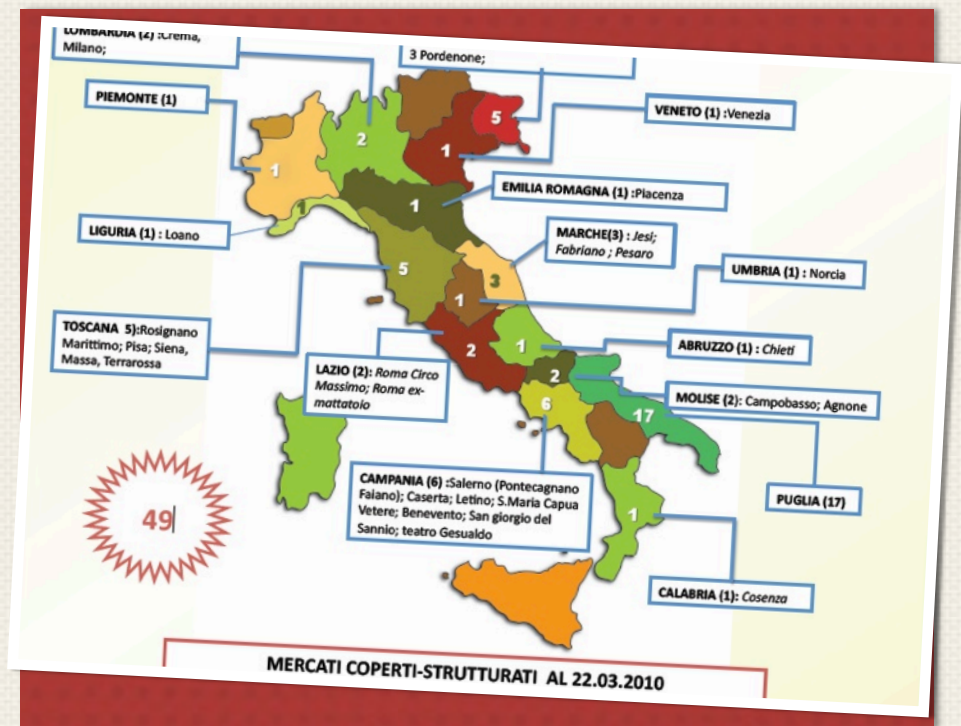 LOMBARDIA (2) :Crema,
Milano;
3 Pordenone;
PIEMONTE (1)
VENETO (1) :Venezia
5
2
1
1
EMILIA ROMAGNA (1) :Piacenza
1
1
LIGURIA (1) : Loano
MARCHE(3) : Jesi;
Fabriano ; Pesaro
UMBRIA (1) : Norcia
5
3
1
TOSCANA 5):Rosignano
Marittimo; Pisa; Siena,
Massa, Terrarossa
ABRUZZO (1) : Chieti
1
2
LAZIO (2): Roma Circo
Massimo; Roma ex-
mattatoio
2
MOLISE (2): Campobasso; Agnone
6
17
CAMPANIA (6) :Salerno (Pontecagnano
Faiano); Caserta; Letino; S.Maria Capua
Vetere; Benevento; San giorgio del
Sannio; teatro Gesualdo
PUGLIA (17)
49
1
CALABRIA (1): Cosenza
MERCATI COPERTI-STRUTTURATI AL 22.03.2010